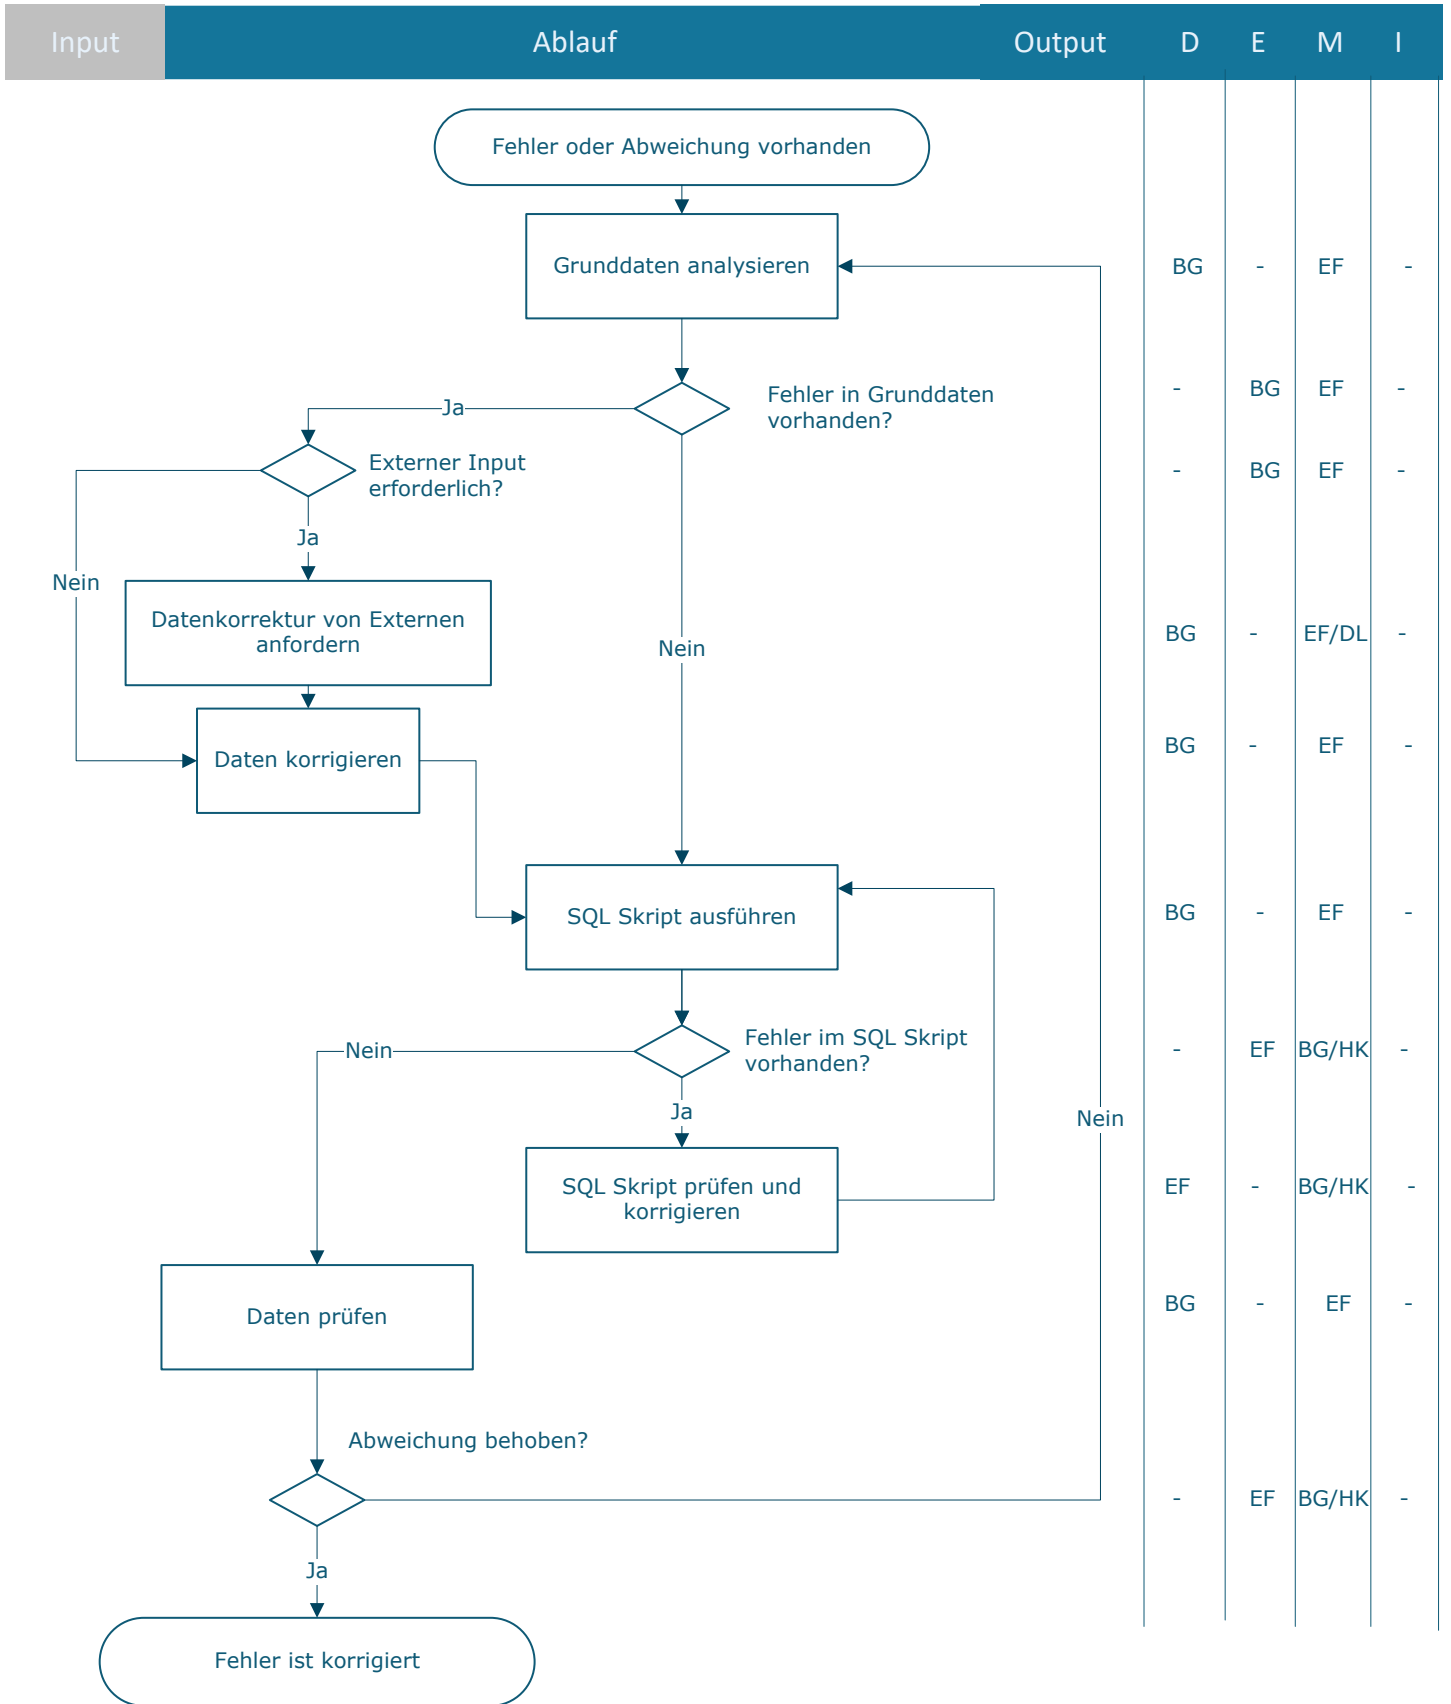 Input
Ablauf
Output
D
E
M
I
Fehler oder Abweichung vorhanden
Grunddaten analysieren
BG
-
EF
-
Fehler in Grunddaten
vorhanden?
-
BG
EF
-
Ja
Externer Input
erforderlich?
-
BG
EF
-
Ja
Nein
Datenkorrektur von Externen
anfordern
BG
-
EF/DL
-
Nein
Daten korrigieren
BG
-
EF
-
SQL Skript ausführen
BG
-
EF
-
Fehler im SQL Skript
vorhanden?
-
EF
BG/HK
-
Nein
Ja
Nein
SQL Skript prüfen und
korrigieren
EF
-
BG/HK
-
Daten prüfen
BG
-
EF
-
Abweichung behoben?
-
EF
BG/HK
-
Ja
Fehler ist korrigiert